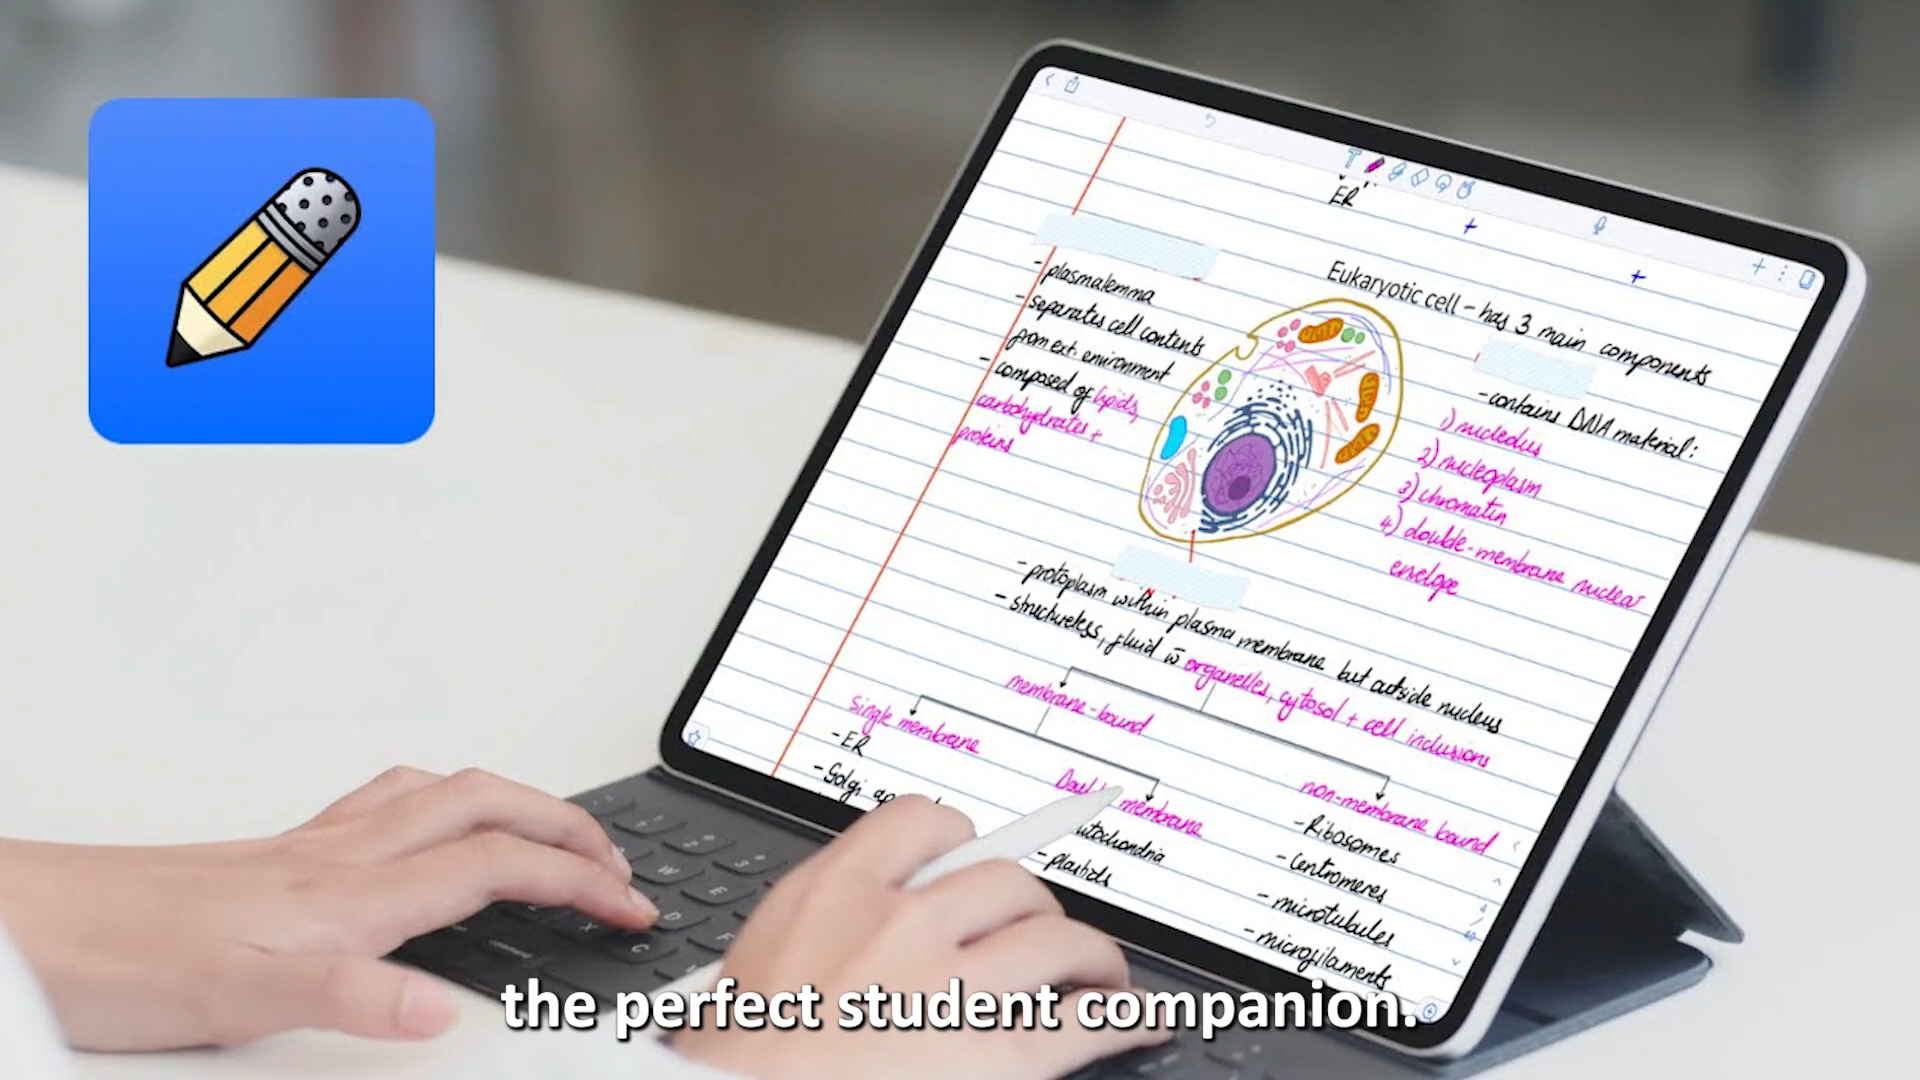 ER
Eukaryotic cell - has 3 main components
- plasmalemma
- separates cell contents
from ext. environment
- composed of lipids,
carbohydrates +
proteins
- contains DNA material:
1) nucleolus
2) nucleoplasm
3) chromatin
4) double-membrane nuclear
envelope
- protoplasm within plasma membrane but outside nucleus
- structureless, fluid w̄ organelles, cytosol + cell inclusions
membrane-bound
single membrane
- ER
- Golgi
membrane
- plastids
non-membrane bound
- Ribosomes
- Centromeres
- microtubules
- microfilaments
W
E
D
F
X
C
command
the perfect student companion.